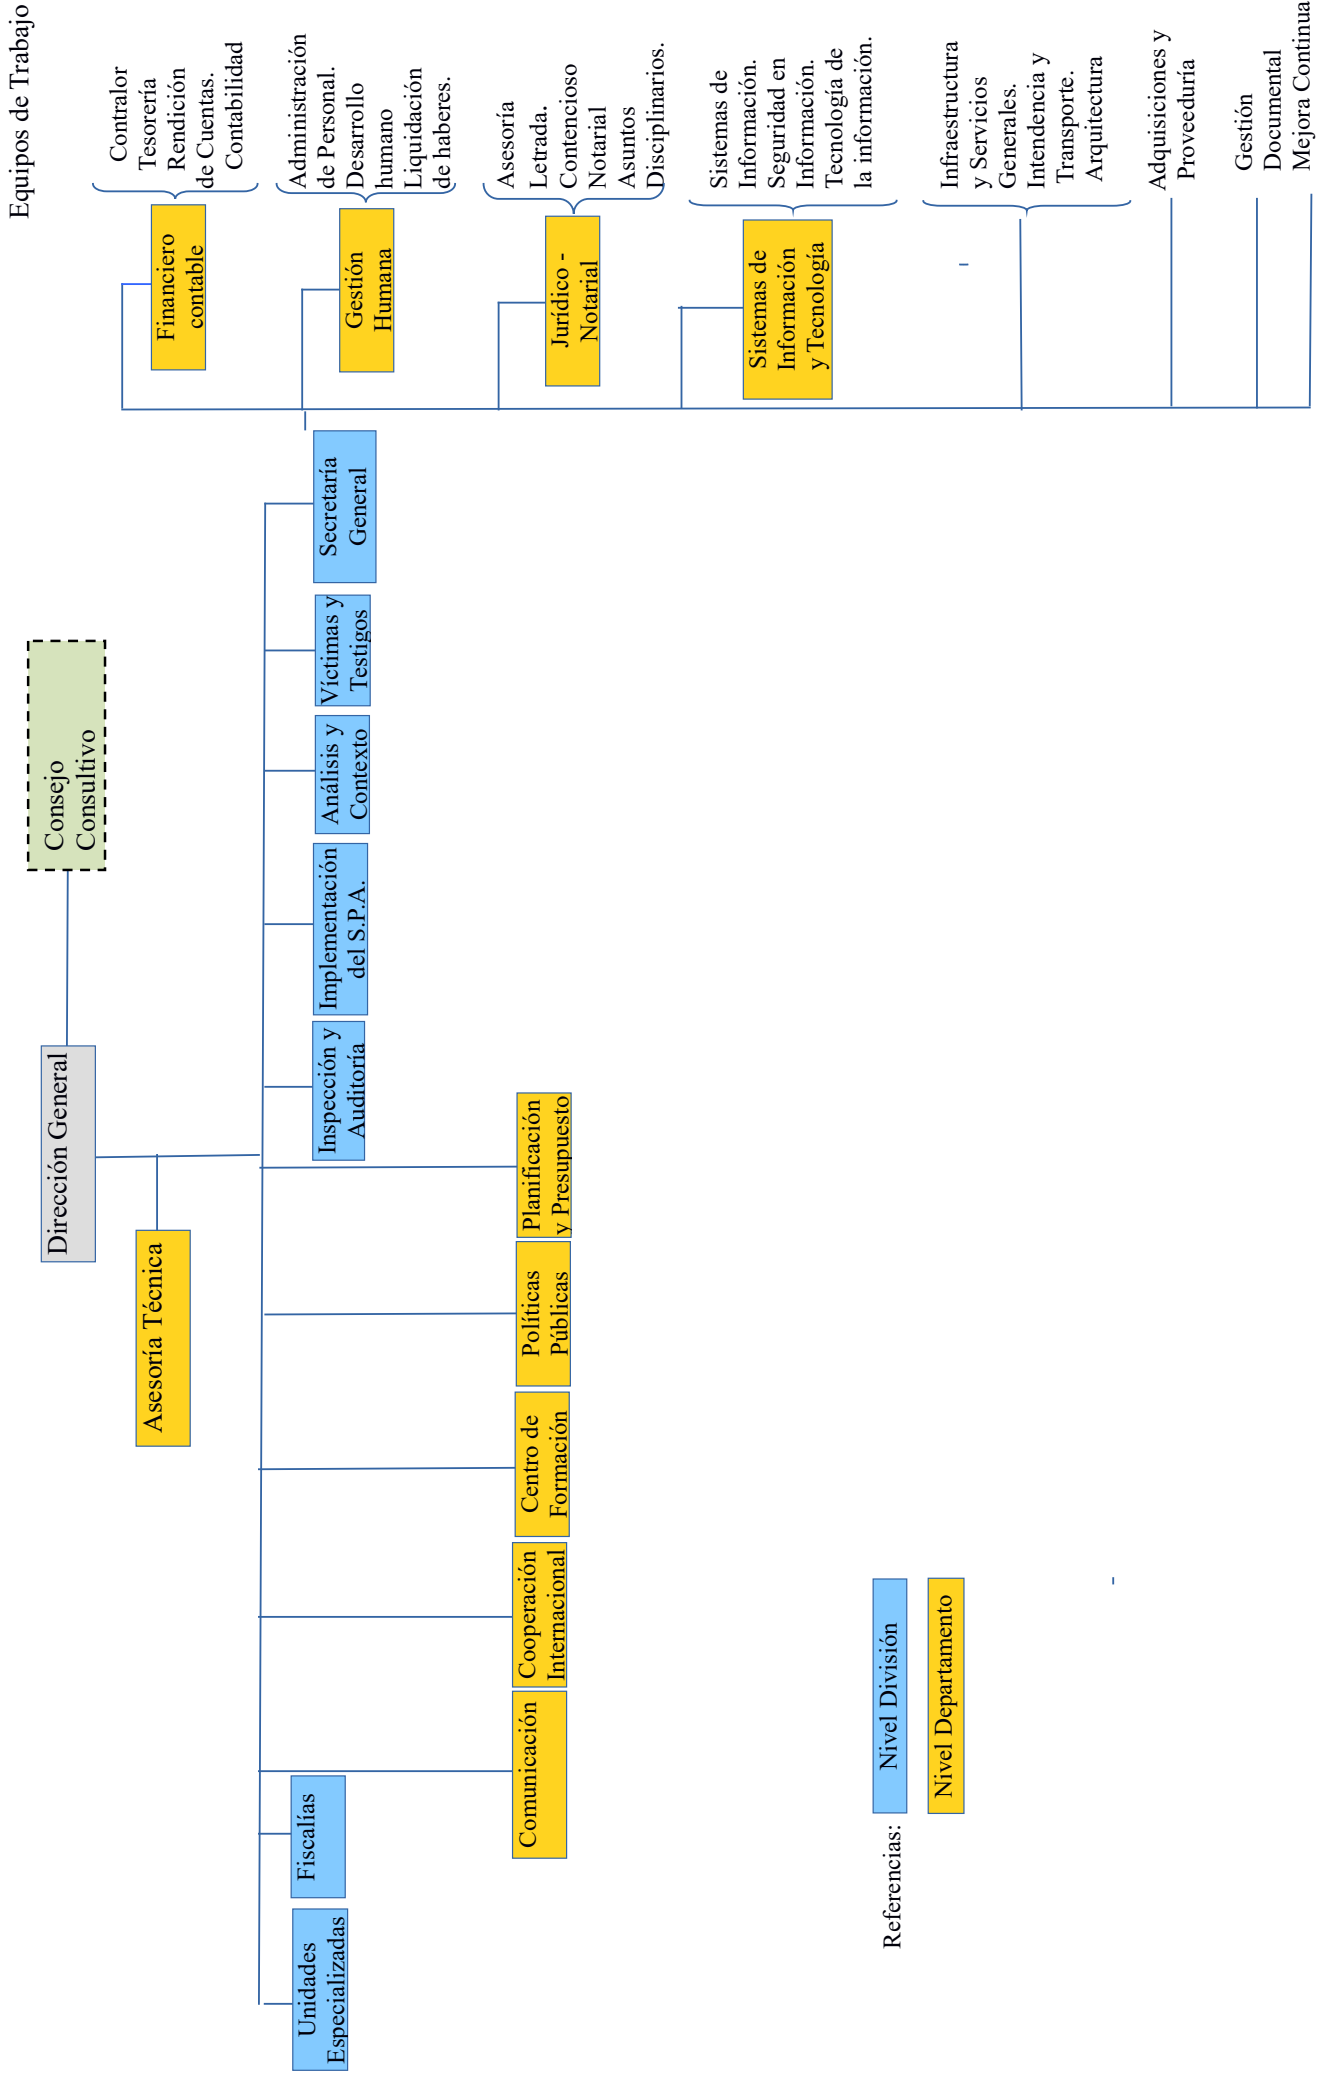 Dirección General
Consejo
Consultivo
Asesoría Técnica
Unidades
Especializadas
Fiscalías
Inspección y
Auditoría
Implementación
del S.P.A.
Análisis y
Contexto
Víctimas y
Testigos
Secretaría
General
Comunicación
Cooperación
Internacional
Centro de
Formación
Políticas
Públicas
Planificación
y Presupuesto
Equipos de Trabajo
Financiero
contable
Contralor
Tesorería
Rendición
de Cuentas.
Contabilidad
Gestión
Humana
Administración
de Personal.
Desarrollo
humano
Liquidación
de haberes.
Jurídico -
Notarial
Asesoría
Letrada.
Contencioso
Notarial
Asuntos
Disciplinarios.
Sistemas de
Información
y Tecnología
Sistemas de
Información.
Seguridad en
Información.
Tecnología de
la información.
Infraestructura
y Servicios
Generales.
Intendencia y
Transporte.
Arquitectura
Adquisiciones y
Proveeduría
Gestión
Documental
Mejora Continua
Referencias:
Nivel División
Nivel Departamento